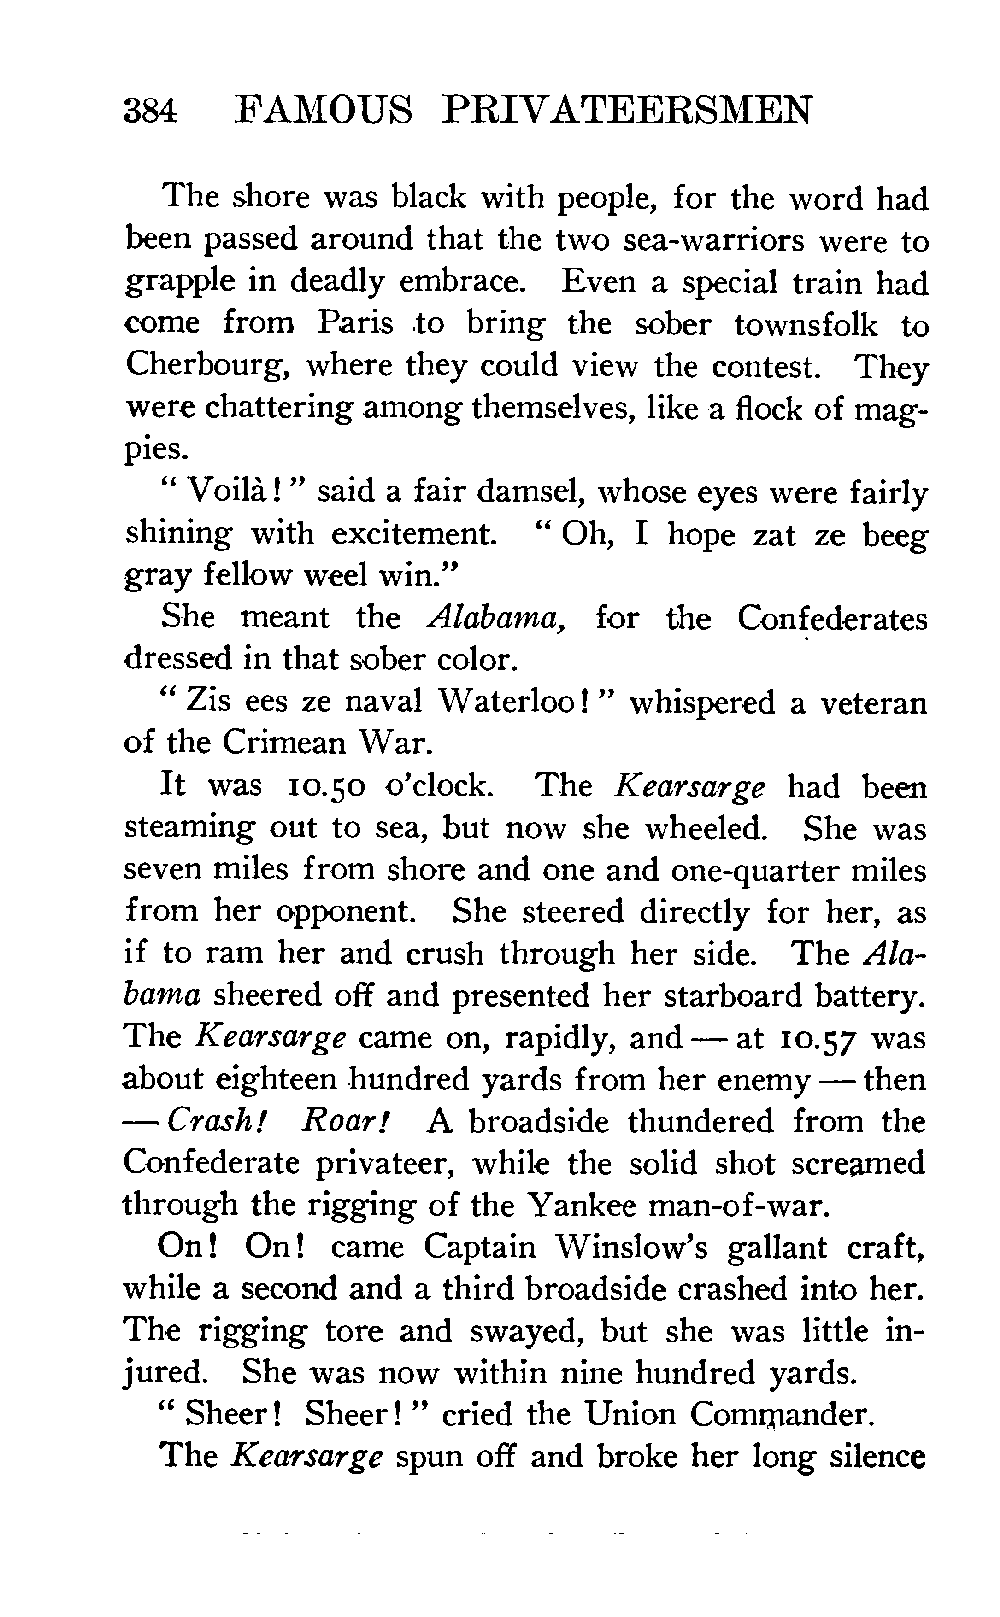 384 FAMOUS PRIVATEERSMEN
The shore was black with people, for the word had
been passed around that the two sea-warriors were to
grapple in deadly embrace. Even a special train had
come from Paris to bring the sober townsfolk to
Cherbourg, where they could view the contest. They
were chattering among themselves, like a flock of mag-
pies.
“ Voilà! ” said a fair damsel, whose eyes were fairly
shining with excitement. “ Oh, I hope zat ze beeg
gray fellow weel win.”
She meant the Alabama, for the Confederates
dressed in that sober color.
“ Zis ees ze naval Waterloo! ” whispered a veteran
of the Crimean War.
It was 10.50 o’clock. The Kearsarge had been
steaming out to sea, but now she wheeled. She was
seven miles from shore and one and one-quarter miles
from her opponent. She steered directly for her, as
if to ram her and crush through her side. The Ala-
bama sheered off and presented her starboard battery.
The Kearsarge came on, rapidly, and — at 10.57 was
about eighteen hundred yards from her enemy — then
— Crash! Roar! A broadside thundered from the
Confederate privateer, while the solid shot screamed
through the rigging of the Yankee man-of-war.
On! On! came Captain Winslow’s gallant craft,
while a second and a third broadside crashed into her.
The rigging tore and swayed, but she was little in-
jured. She was now within nine hundred yards.
“ Sheer! Sheer! ” cried the Union Commander.
The Kearsarge spun off and broke her long silence